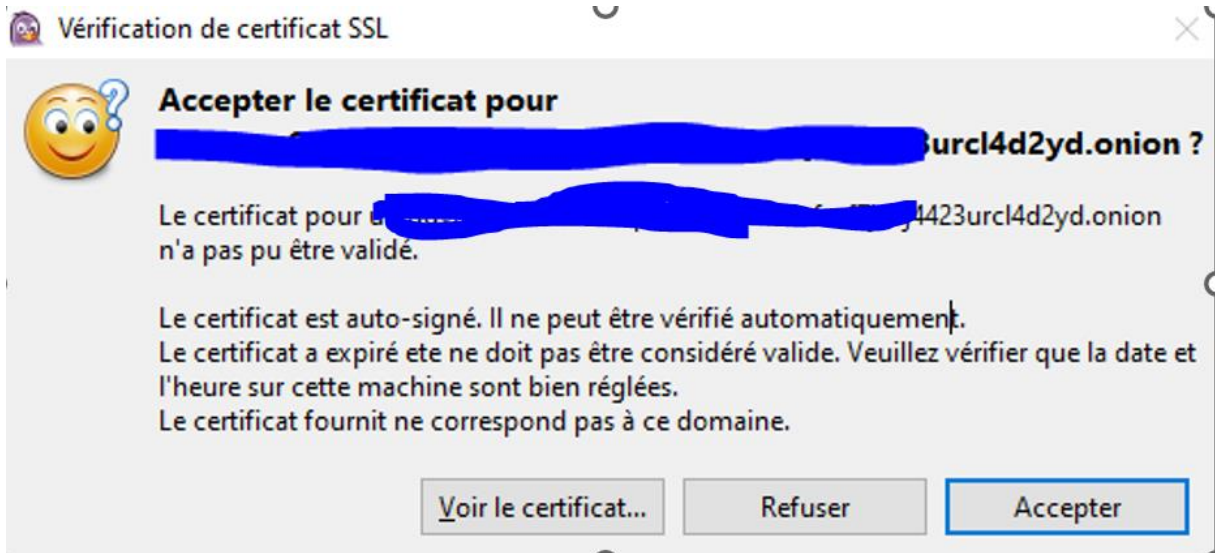 Vérification de certificat SSL
Accepter le certificat pour
urcl4d2yd.onion ?
Le certificat pour 4423urcl4d2yd.onion
n'a pas pu être validé.
Le certificat est auto-signé. Il ne peut être vérifié automatiquement.
Le certificat a expiré ete ne doit pas être considéré valide. Veuillez vérifier que la date et
l'heure sur cette machine sont bien réglées.
Le certificat fournit ne correspond pas à ce domaine.
Voir le certificat... Refuser Accepter